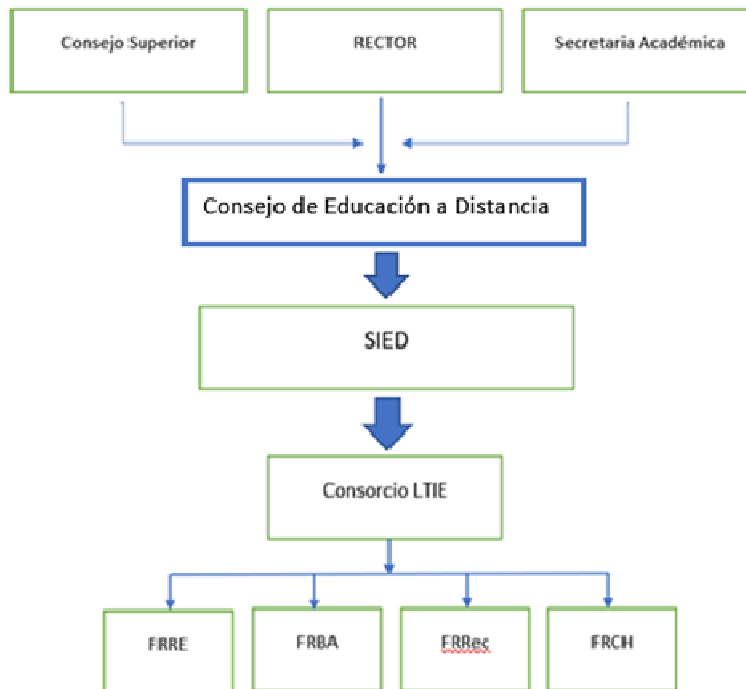 Consejo Superior
RECTOR
Secretaria Académica
Consejo de Educación a Distancia
SIED
Consorcio LTIE
FRRE
FRBA
FRRec
FRCH